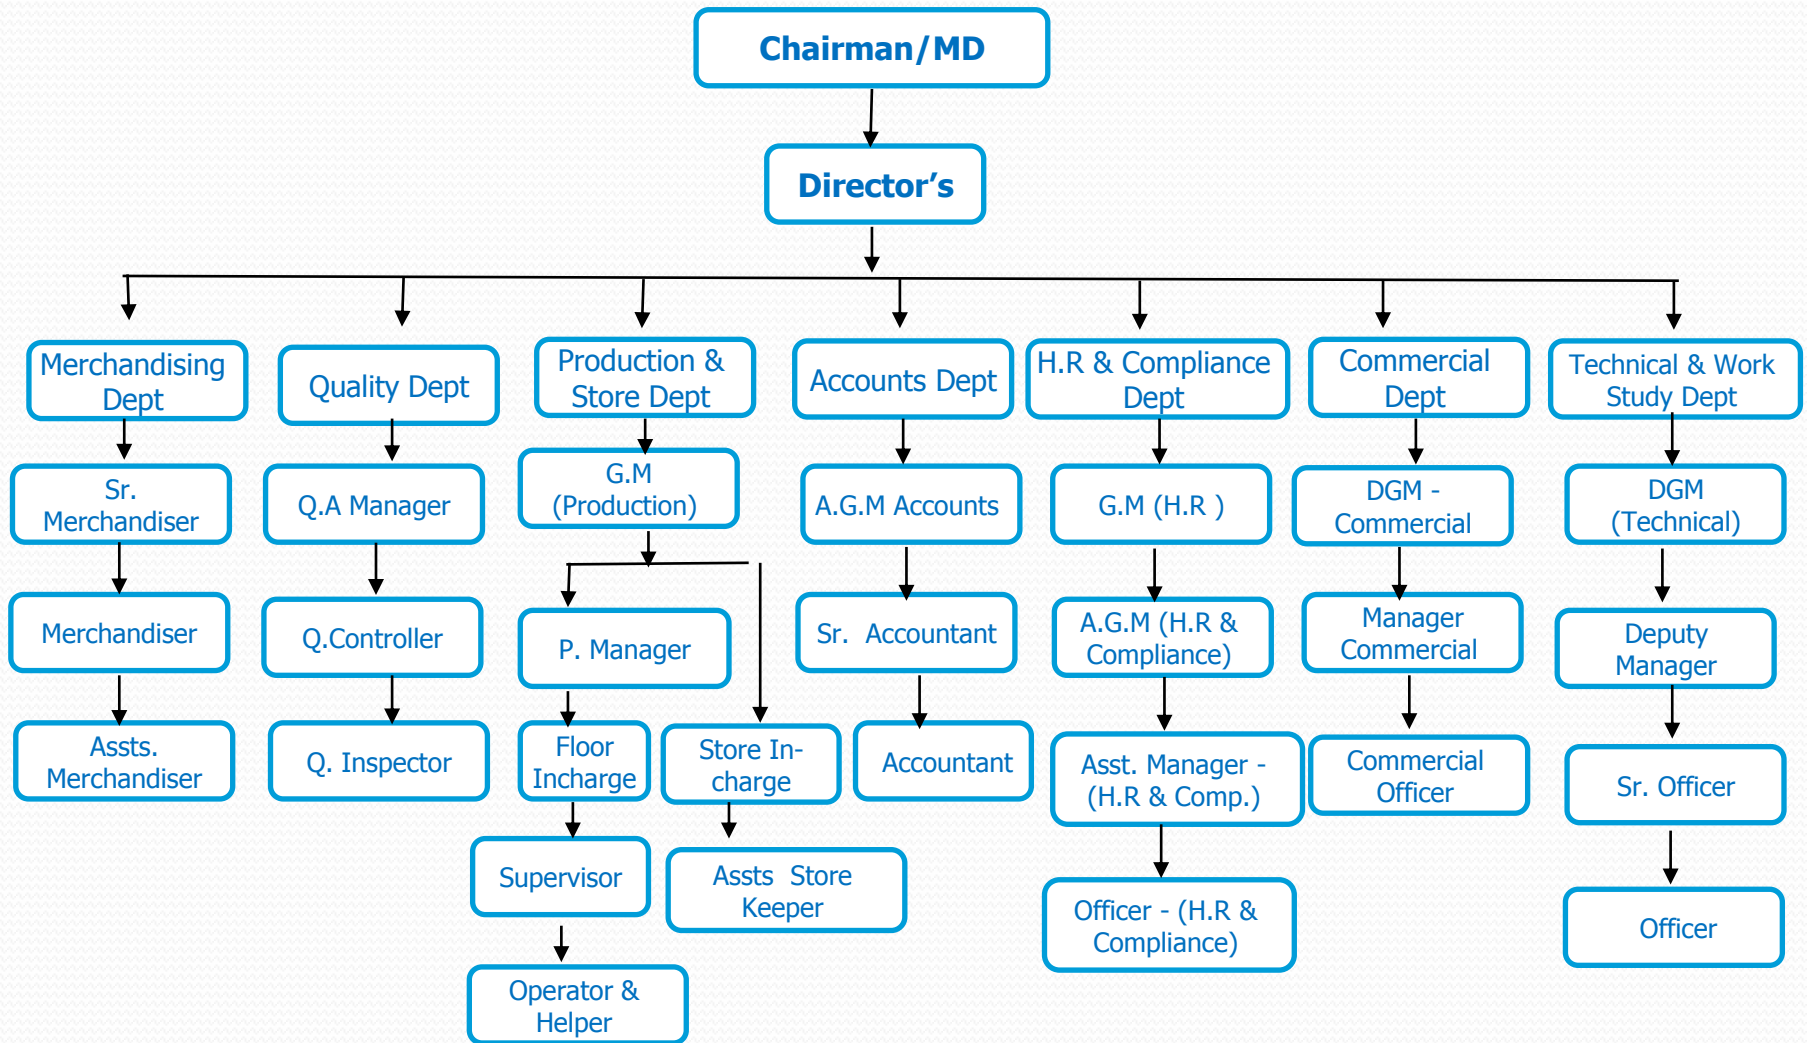 Chairman/MD
Director’s
Merchandising
Dept
Quality Dept
Production &
Store Dept
Accounts Dept
H.R & Compliance
Dept
Commercial
Dept
Technical & Work
Study Dept
Sr.
Merchandiser
Q.A Manager
G.M
(Production)
A.G.M Accounts
G.M (H.R )
DGM -
Commercial
DGM
(Technical)
Merchandiser
Q.Controller
P. Manager
Sr. Accountant
A.G.M (H.R &
Compliance)
Manager
Commercial
Deputy
Manager
Assts.
Merchandiser
Q. Inspector
Floor
Incharge
Store In-
charge
Accountant
Asst. Manager -
(H.R & Comp.)
Commercial
Officer
Sr. Officer
Supervisor
Assts Store
Keeper
Officer - (H.R &
Compliance)
Officer
Operator &
Helper